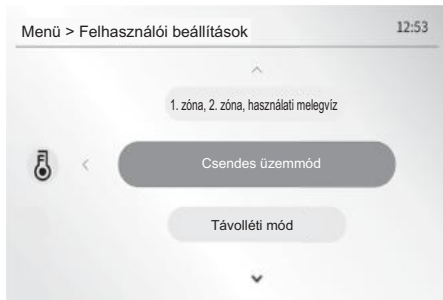 Menü > Felhasználói beállítások 12:53
1. zóna, 2. zóna, használati melegvíz
Csendes üzemmód
Távolléti mód